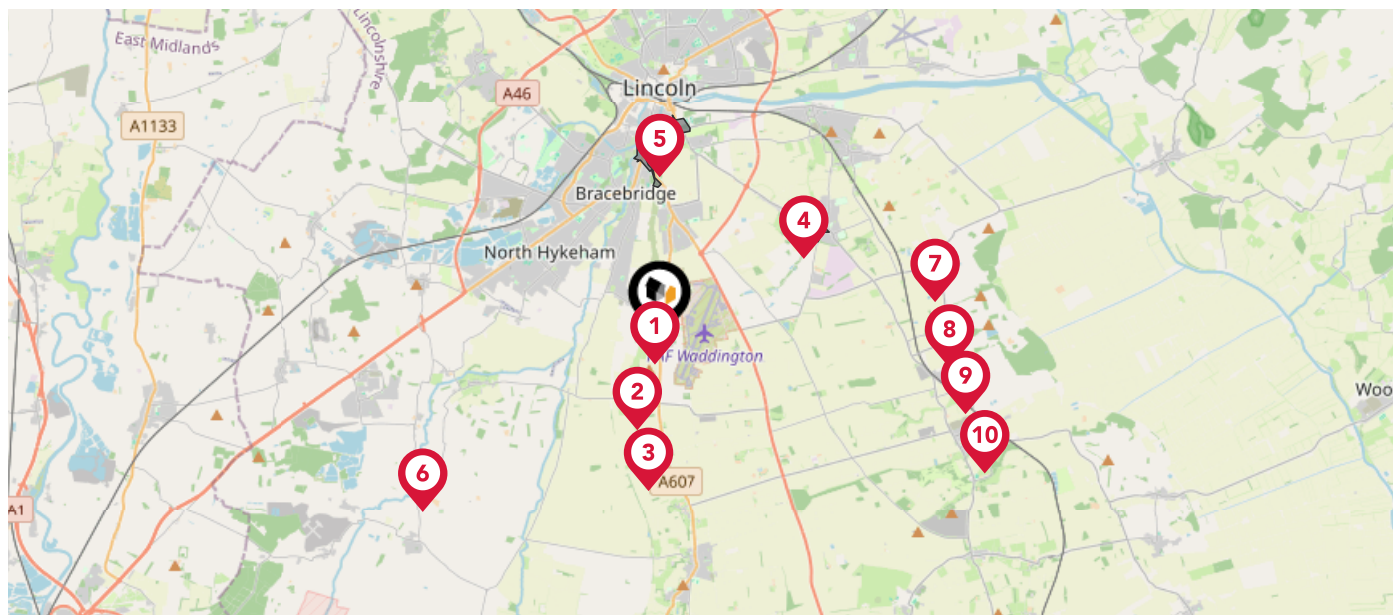 East Midlands
Lincolnshire
A46
Lincoln
A1133
5
Bracebridge
4
North Hykeham
7
1
8
RAF Waddington
9
2
Woo
10
3
6
A607
A1